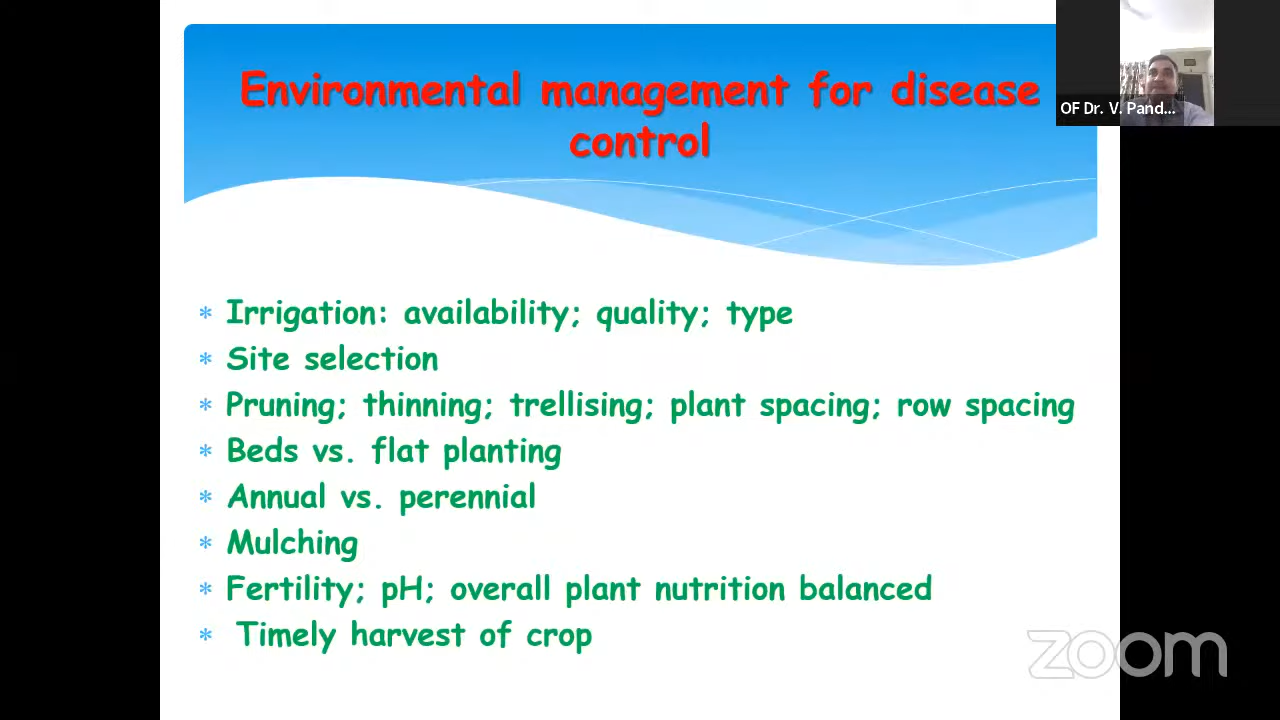 Environmental management for disease
control
OF Dr. V. Pand...
* Irrigation: availability; quality; type
* Site selection
* Pruning; thinning; trellising; plant spacing; row spacing
* Beds vs. flat planting
* Annual vs. perennial
* Mulching
* Fertility; pH; overall plant nutrition balanced
* Timely harvest of crop
zoom